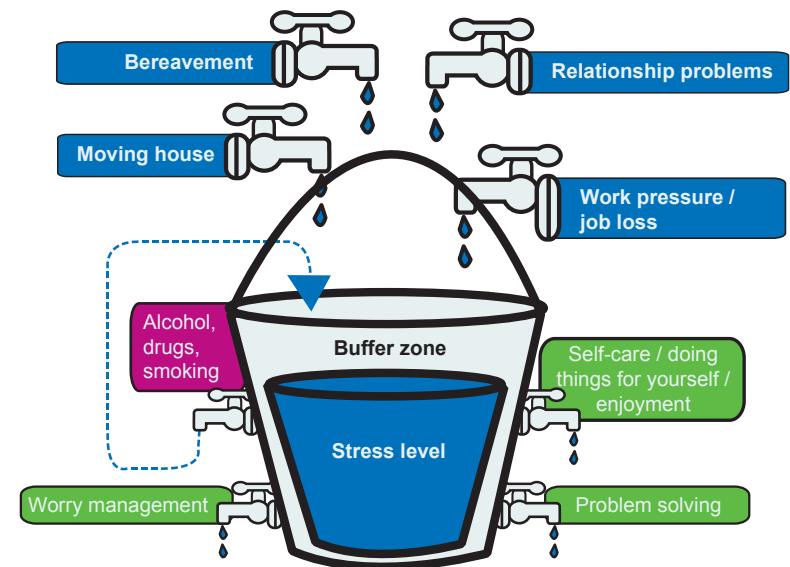 Bereavement
Relationship problems
Moving house
Work pressure /
job loss
Alcohol,
drugs,
smoking
Buffer zone
Self-care / doing
things for yourself /
enjoyment
Stress level
Worry management
Problem solving